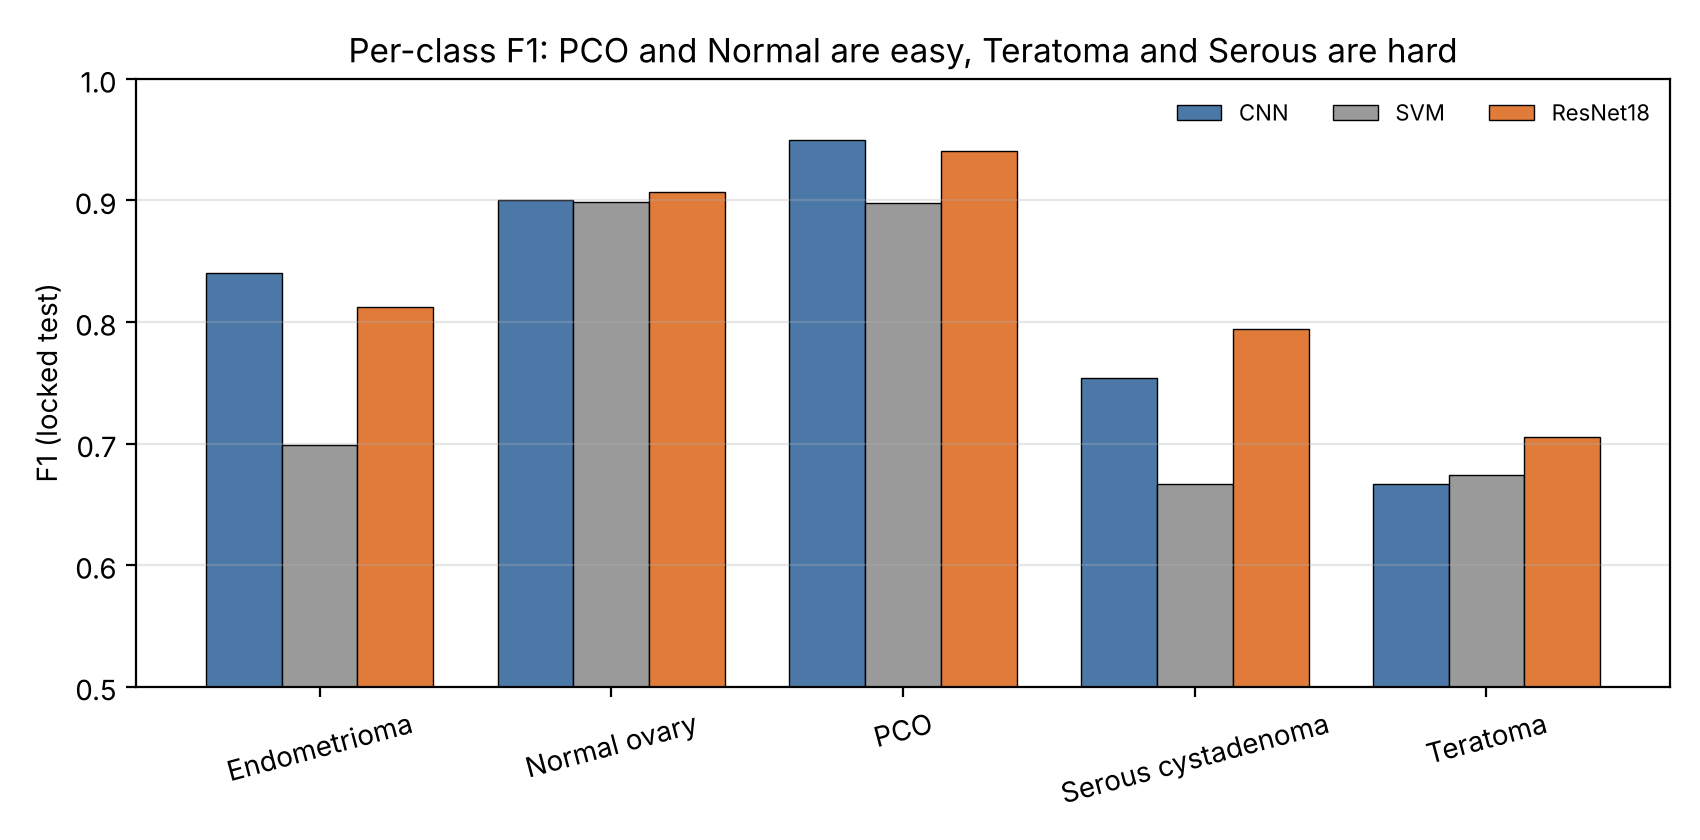 Per-class F1: PCO and Normal are easy, Teratoma and Serous are hard
CNN SVM ResNet18
F1 (locked test)
1.0
0.9
0.8
0.7
0.6
0.5
Endometrioma
Normal ovary
PCO
Serous cystadenoma
Teratoma